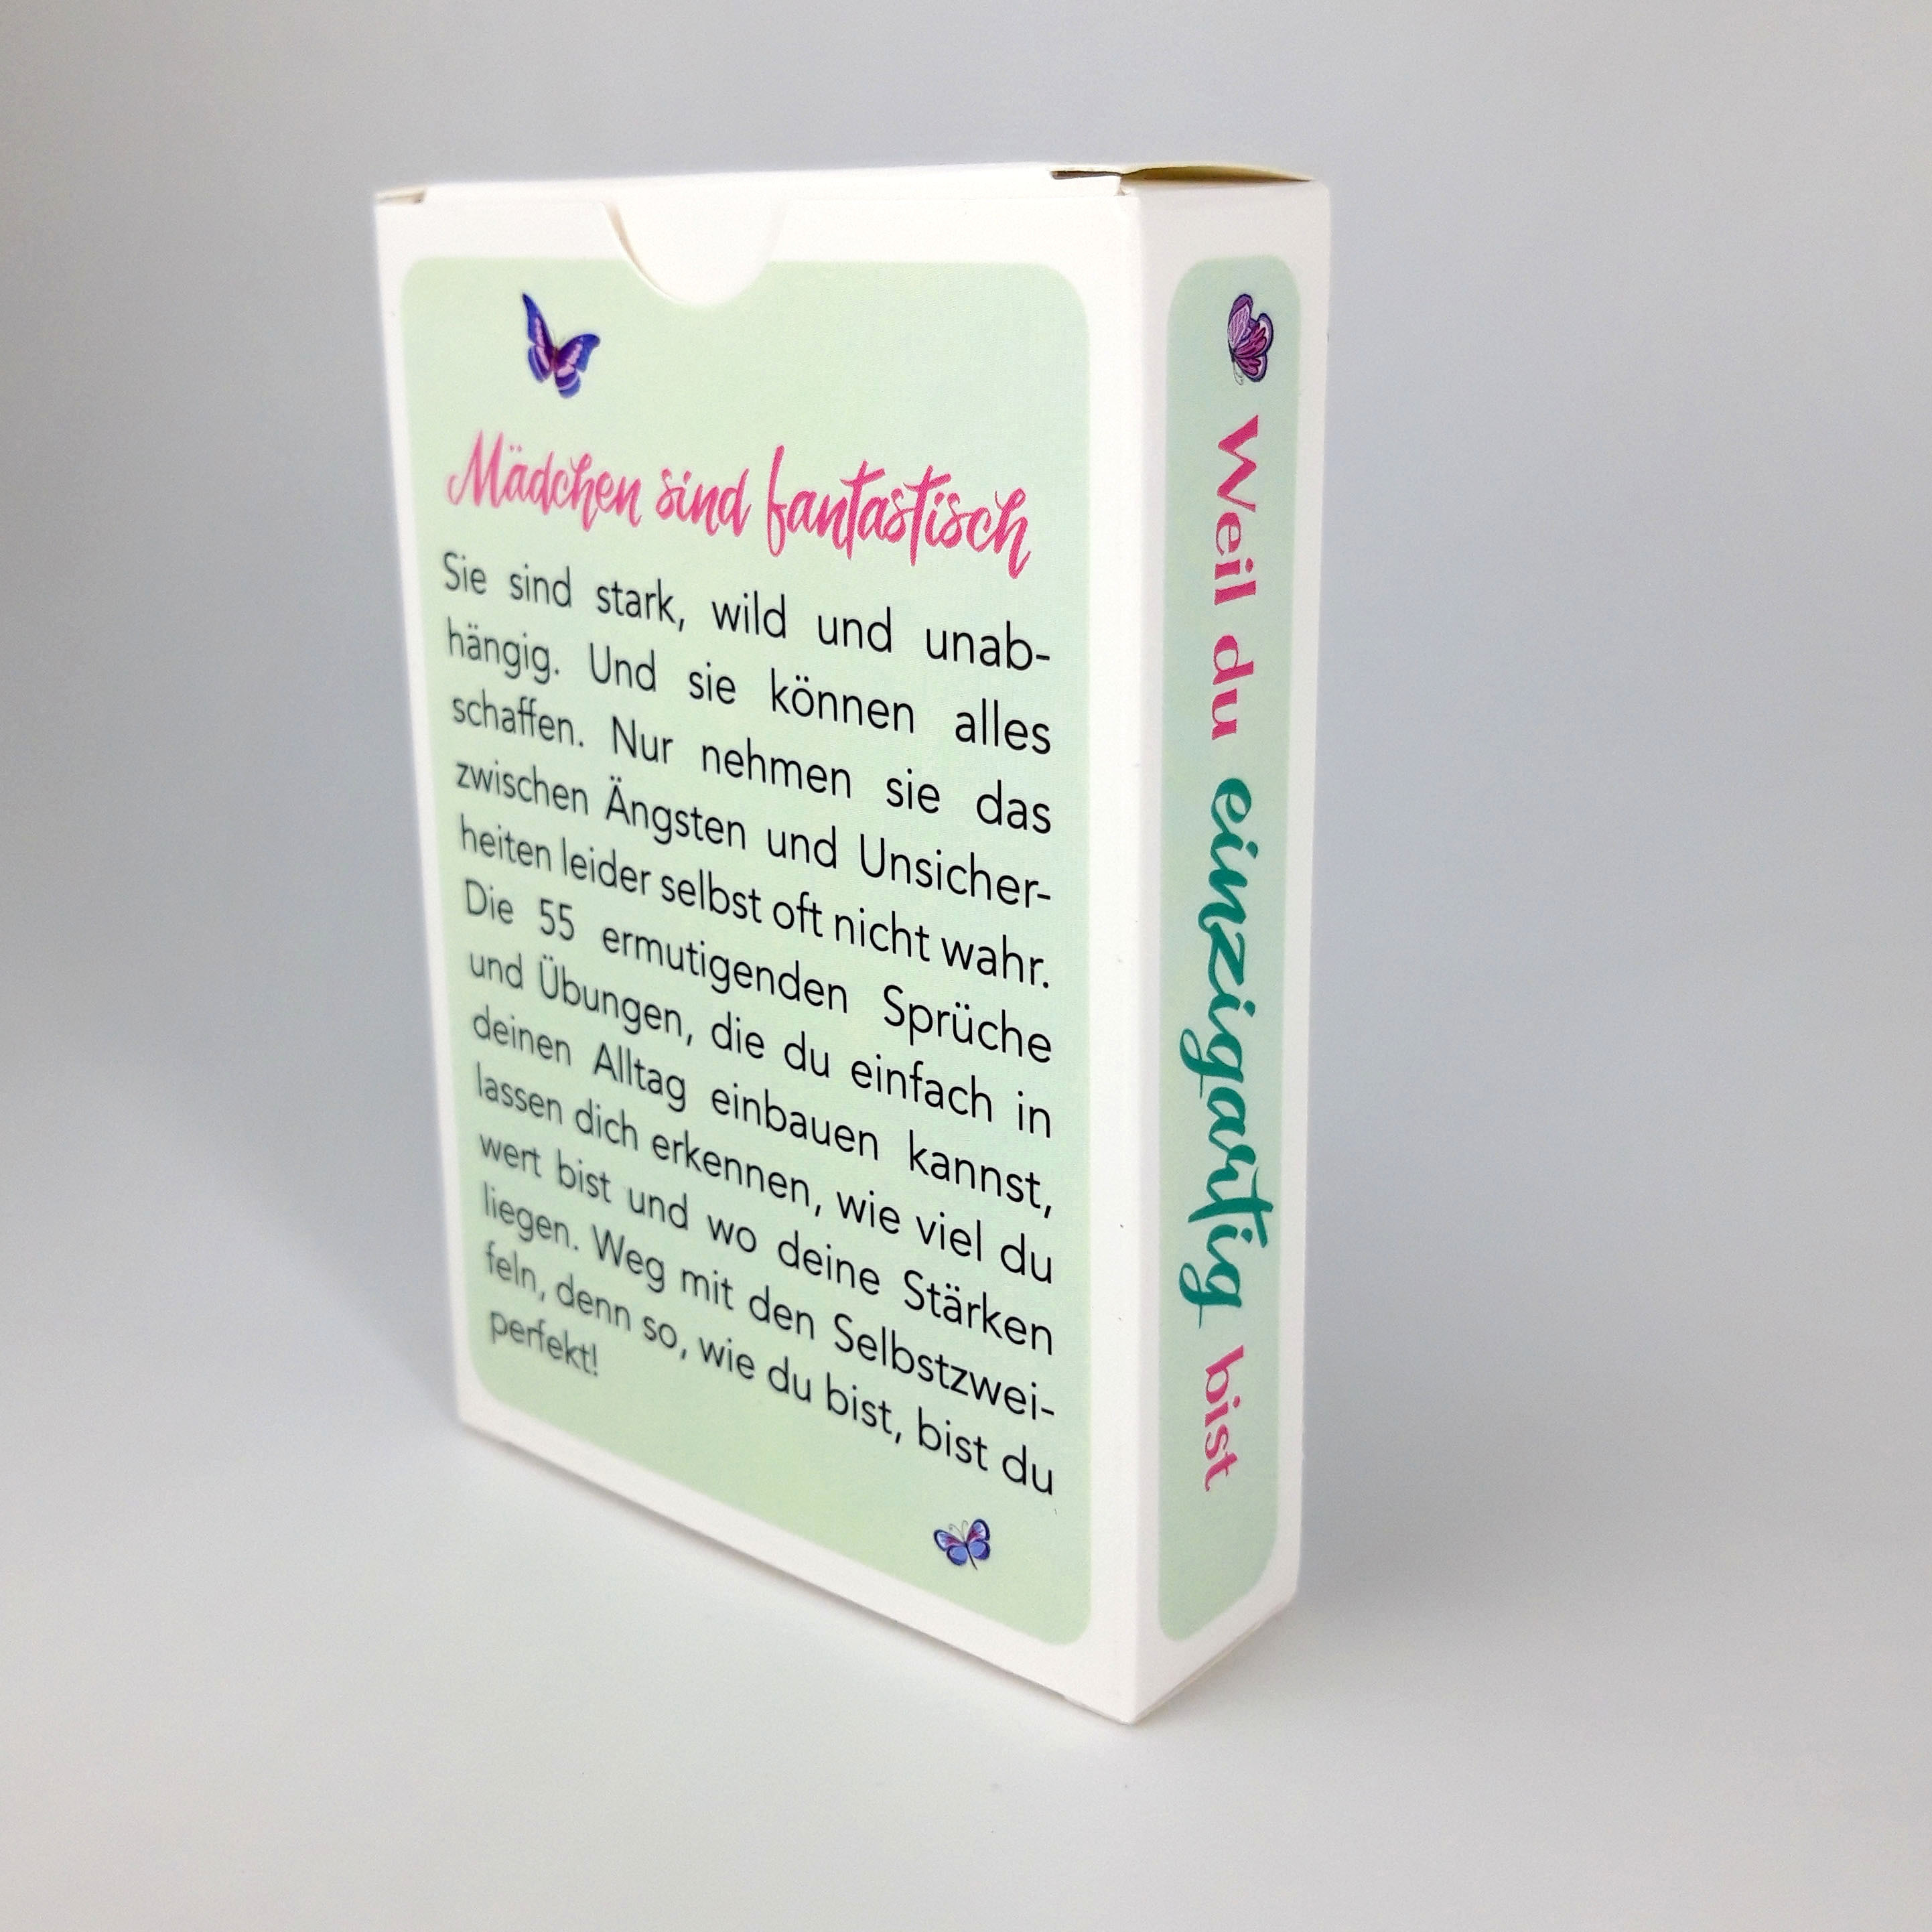 Mädchen sind fantastisch
Sie sind stark, wild und unab-
hängig. Und sie können alles
schaffen. Nur nehmen sie das
zwischen Ängsten und Unsicher-
heiten leider selbst oft nicht wahr.
Die 55 ermutigenden Sprüche
und Übungen, die du einfach in
deinen Alltag einbauen kannst,
lassen dich erkennen, wie viel du
wert bist und wo deine Stärken
liegen. Weg mit den Selbstzwei-
feln, denn so, wie du bist, bist du
perfekt!
Weil du einzigartig bist